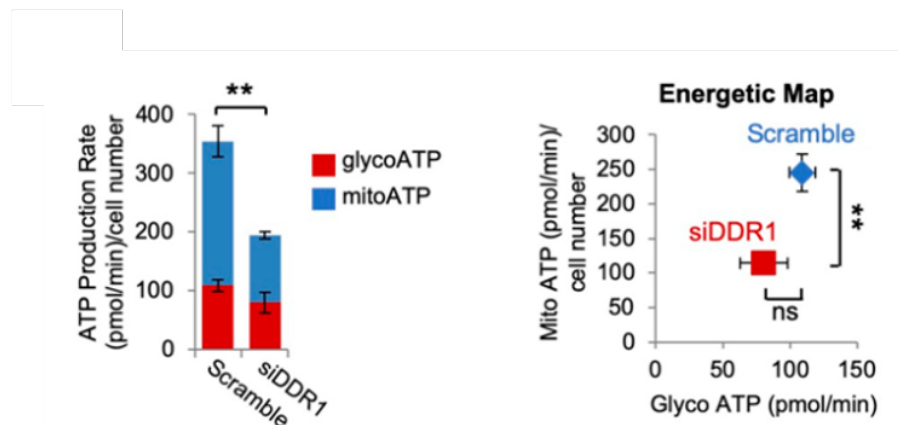 **
400
300
200
100
0
ATP Production Rate
(pmol/min)/cell number
Scramble
siDDR1
glycoATP
mitoATP
Energetic Map
300
250
200
150
100
50
0
Mito ATP (pmol/min)/
cell number
Scramble
siDDR1
**
ns
0 50 100 150
Glyco ATP (pmol/min)